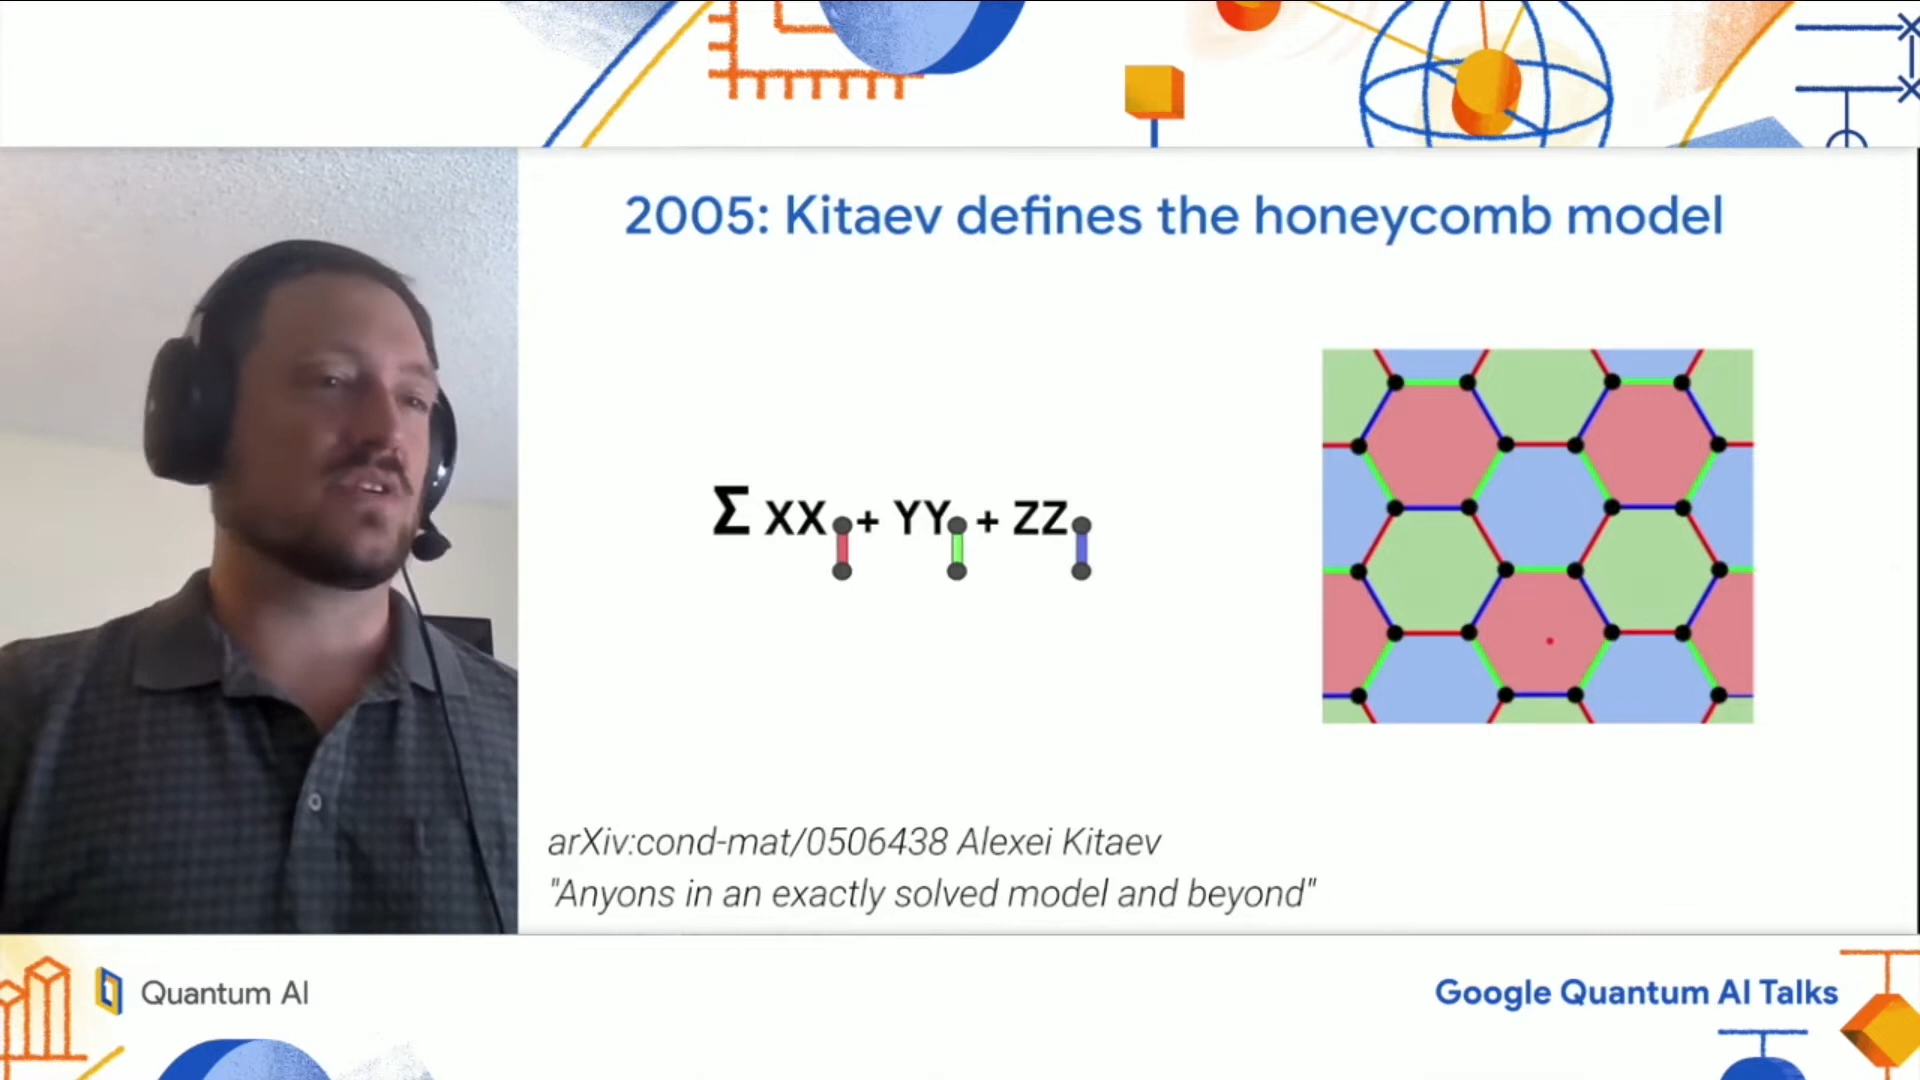 2005: Kitaev defines the honeycomb model
Σ XX + YY + ZZ
arXiv:cond-mat/0506438 Alexei Kitaev
"Anyons in an exactly solved model and beyond"
Quantum AI
Google Quantum AI Talks